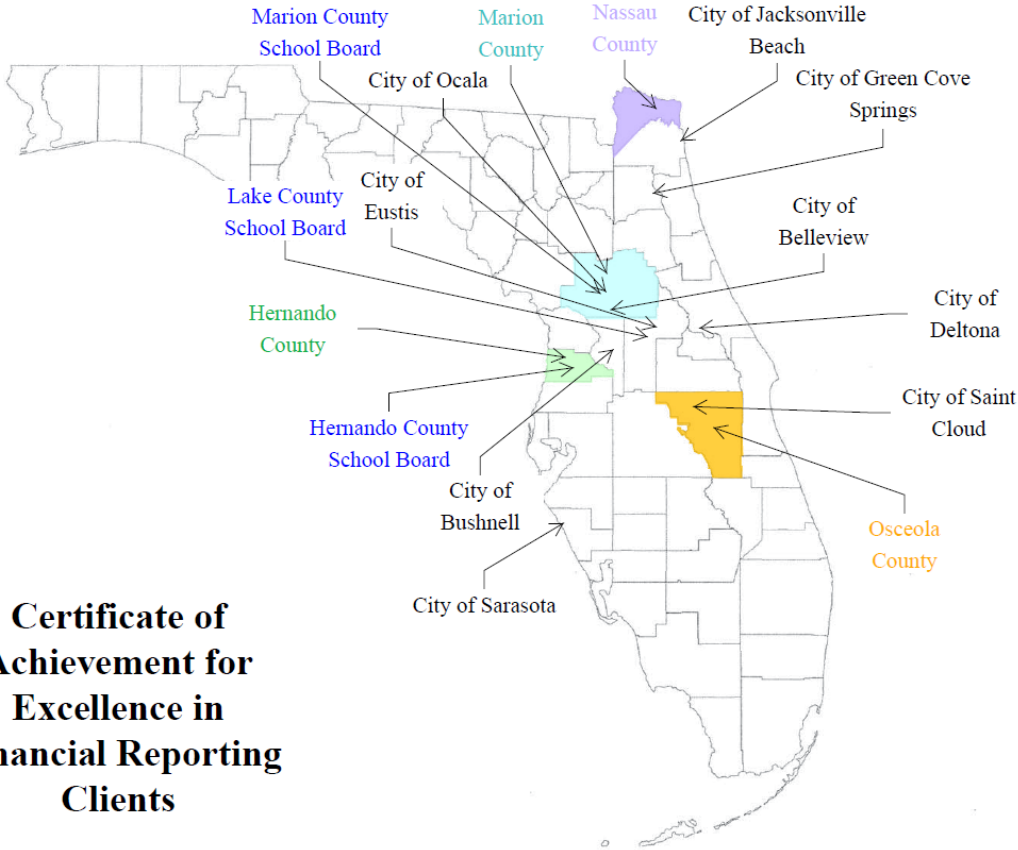 Marion County
School Board
Marion
County
Nassau
County
City of Jacksonville
Beach
City of Ocala
City of Green Cove
Springs
Lake County
School Board
City of
Eustis
City of
Belleview
Hernando
County
City of
Deltona
Hernando County
School Board
City of Saint
Cloud
City of
Bushnell
Osceola
County
City of Sarasota
Certificate of
Achievement for
Excellence in
nancial Reporting
Clients